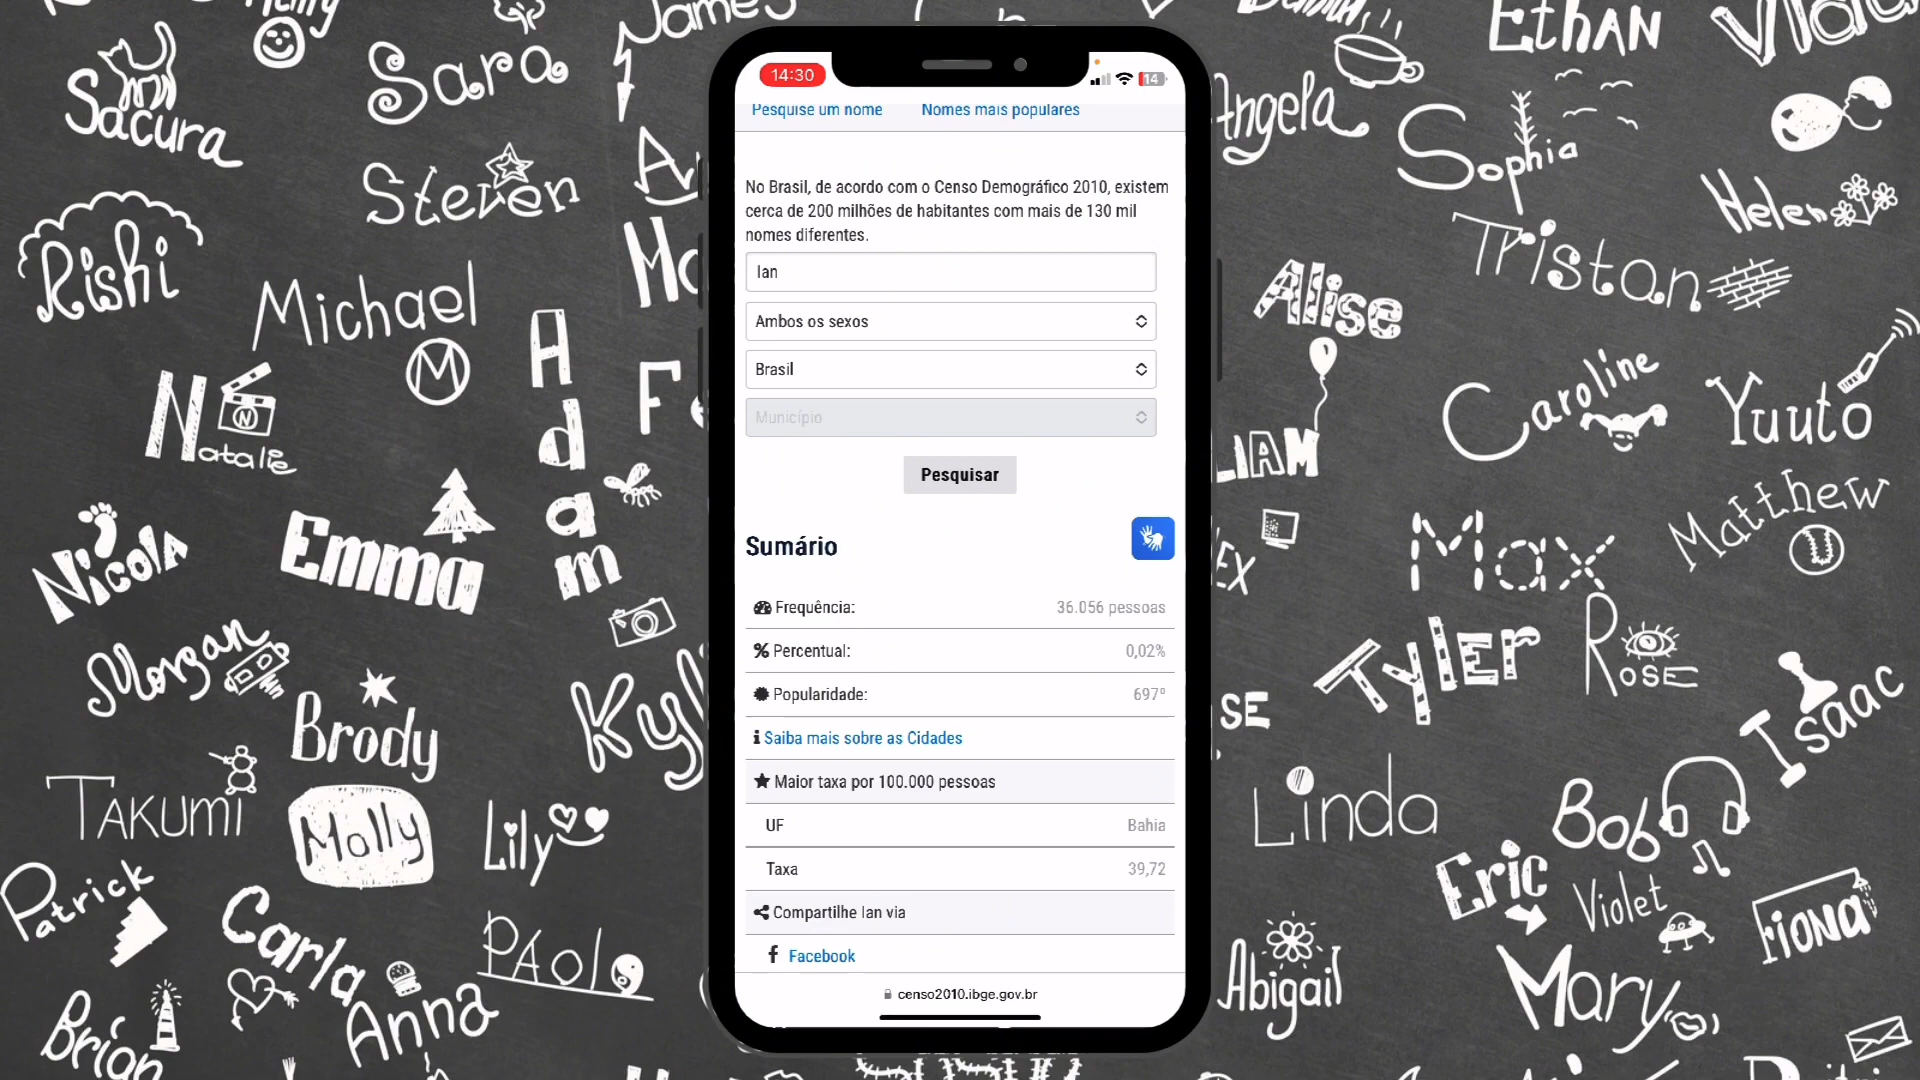 14:30
14
Pesquise um nome
Nomes mais populares
No Brasil, de acordo com o Censo Demográfico 2010, existem
cerca de 200 milhões de habitantes com mais de 130 mil
nomes diferentes.
Ian
Ambos os sexos
Brasil
Município
Pesquisar
Sumário
Frequência: 36.056 pessoas
Percentual: 0,02%
Popularidade: 697º
Saiba mais sobre as Cidades
Maior taxa por 100.000 pessoas
UF Bahia
Taxa 39,72
Compartilhe Ian via
Facebook
censo2010.ibge.gov.br
Sacura
Sara
James
Steven
Rishi
Michael
M
Adam
Natalie
N
Nicola
Emma
Morgan
Brody
Takumi
Molly
Lily
Patrick
Carla
PAolo
Anna
Brian
Ethan
Angela
Sophia
Helen
Tristan
Alise
Caroline
Yuuto
LIAM
Matthew
Max
Tyler
Rose
Isaac
SE
Linda
Bob
Eric
Violet
Fiona
Abigail
Mary